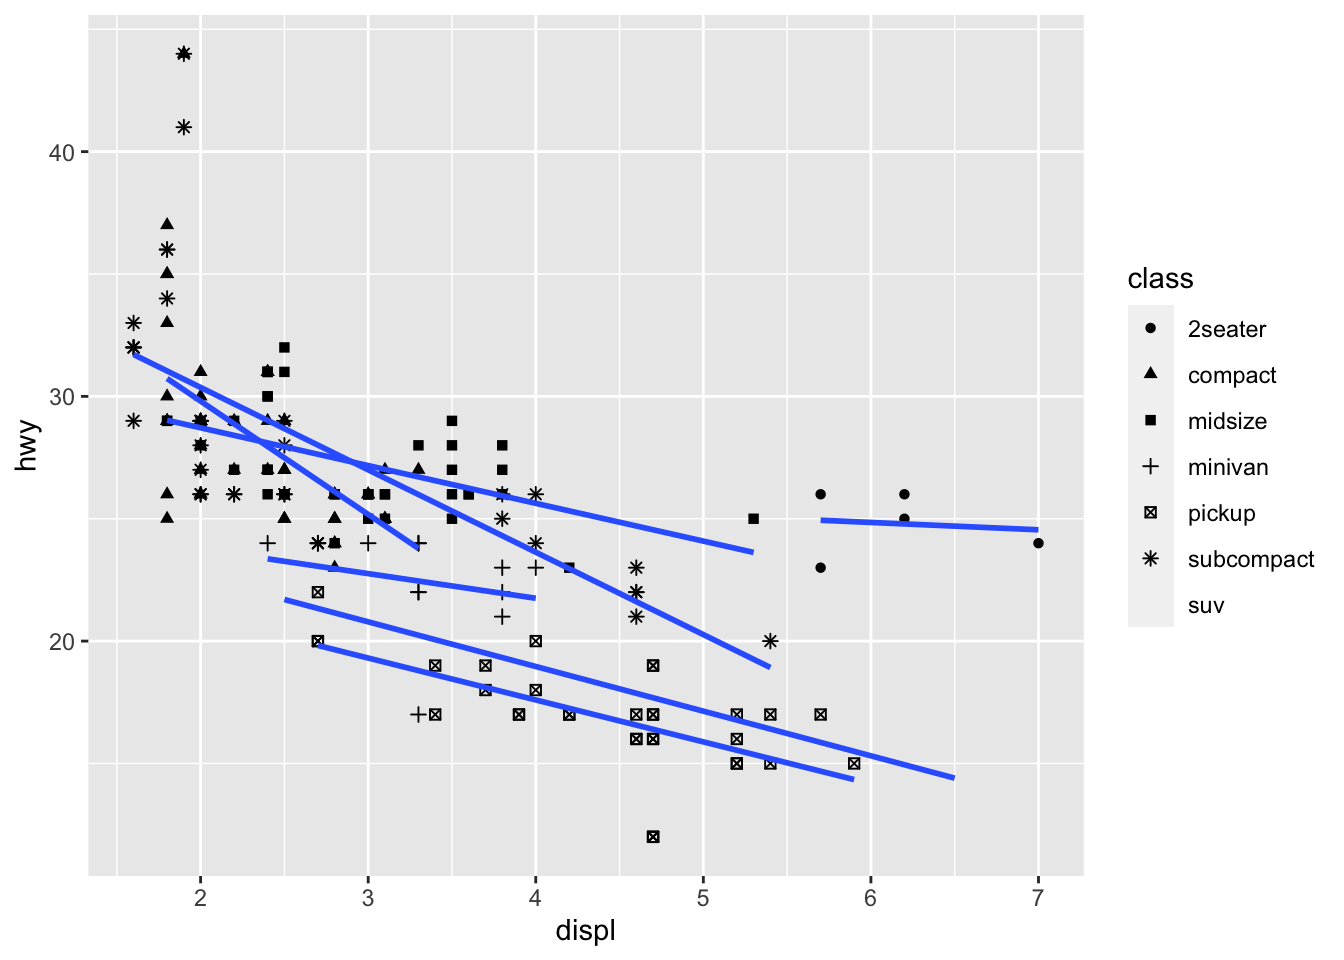 hwy
40
30
20
2 3 4 5 6 7
displ
class
2seater
compact
midsize
minivan
pickup
subcompact
suv